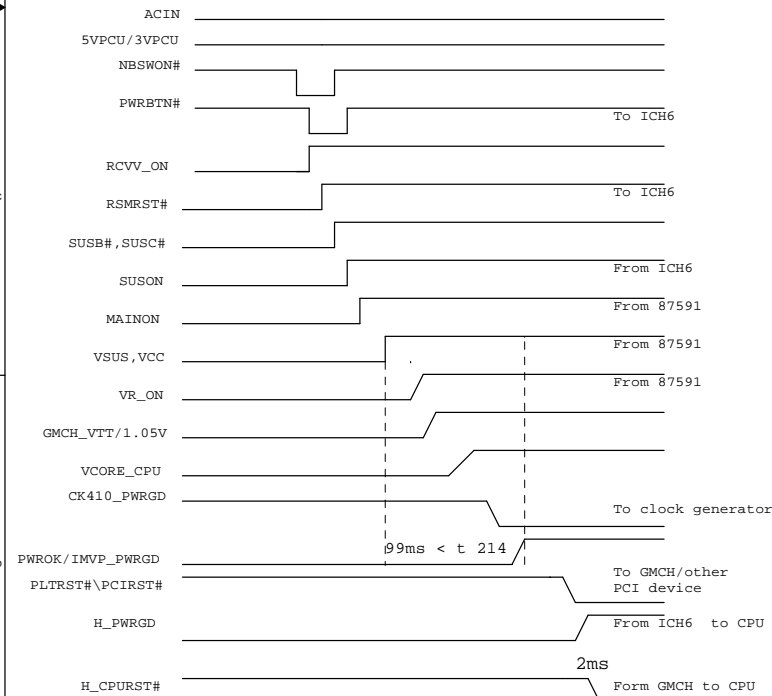 ACIN
5VPCU/3VPCU
NBSWON#
PWRBTN#
To ICH6
RCVV_ON
RSMRST#
To ICH6
SUSB#,SUSC#
SUSON
From ICH6
MAINON
From 87591
VSUS,VCC
From 87591
VR_ON
From 87591
GMCH_VTT/1.05V
VCORE_CPU
CK410_PWRGD
To clock generator
99ms < t 214
PWROK/IMVP_PWRGD
PLTRST#\PCIRST#
To GMCH/other
PCI device
H_PWRGD
From ICH6 to CPU
2ms
H_CPURST#
Form GMCH to CPU